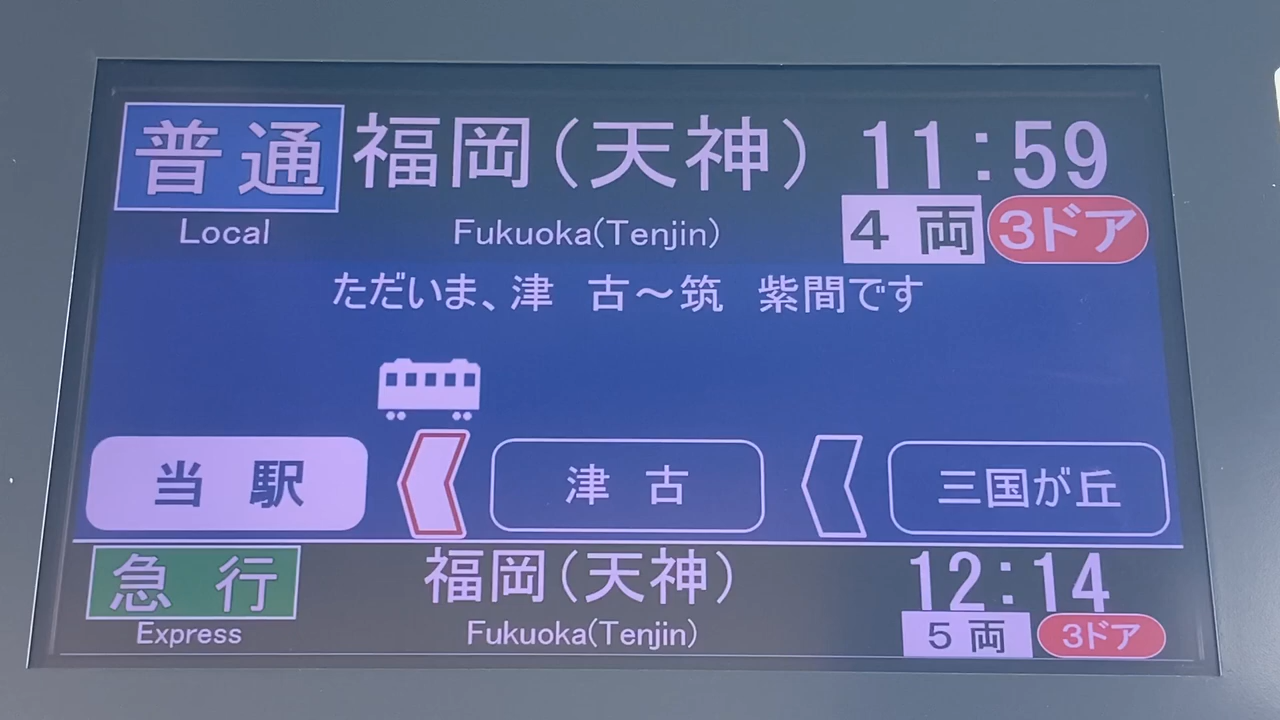 普通 福岡(天神) 11:59
Local Fukuoka(Tenjin) 4両 3ドア
ただいま、津 古～筑 紫間です
当 駅 津 古 三国が丘
急 行 福岡(天神) 12:14
Express Fukuoka(Tenjin) 5両 3ドア